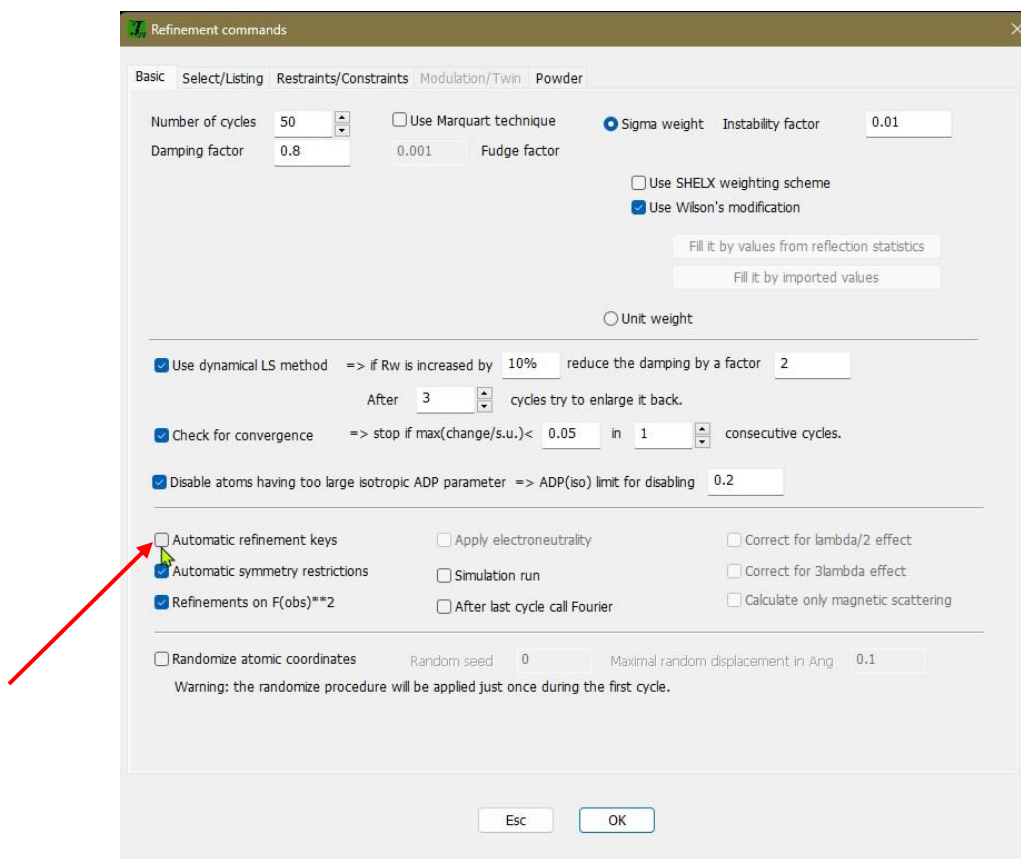 Refinement commands
Basic Select/Listing Restraints/Constraints Modulation/Twin Powder
Number of cycles 50 Use Marquart technique Sigma weight Instability factor 0.01
Damping factor 0.8 0.001 Fudge factor
Use SHELX weighting scheme
Use Wilson's modification
Fill it by values from reflection statistics
Fill it by imported values
Unit weight
Use dynamical LS method => if Rw is increased by 10% reduce the damping by a factor 2
After 3 cycles try to enlarge it back.
Check for convergence => stop if max(change/s.u.)< 0.05 in 1 consecutive cycles.
Disable atoms having too large isotropic ADP parameter => ADP(iso) limit for disabling 0.2
Automatic refinement keys Apply electroneutrality Correct for lambda/2 effect
Automatic symmetry restrictions Simulation run Correct for 3lambda effect
Refinements on F(obs)**2 After last cycle call Fourier Calculate only magnetic scattering
Randomize atomic coordinates Random seed 0 Maximal random displacement in Ang 0.1
Warning: the randomize procedure will be applied just once during the first cycle.
Esc OK